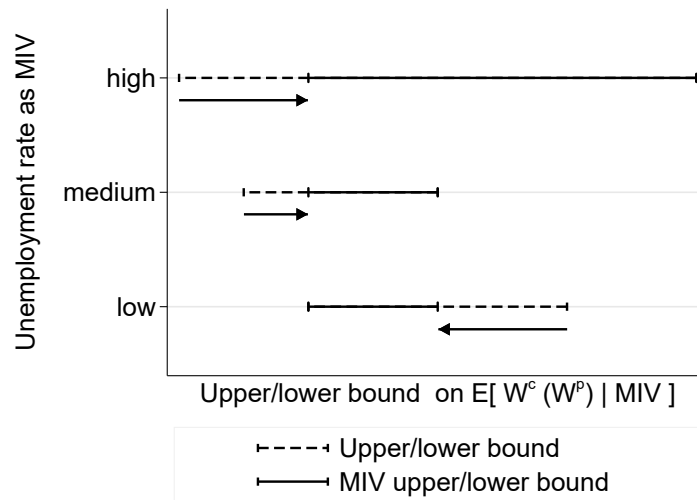 Unemployment rate as MIV
high
medium
low
Upper/lower bound  on E[ Wᶜ (Wᵖ) | MIV ]
Upper/lower bound
MIV upper/lower bound